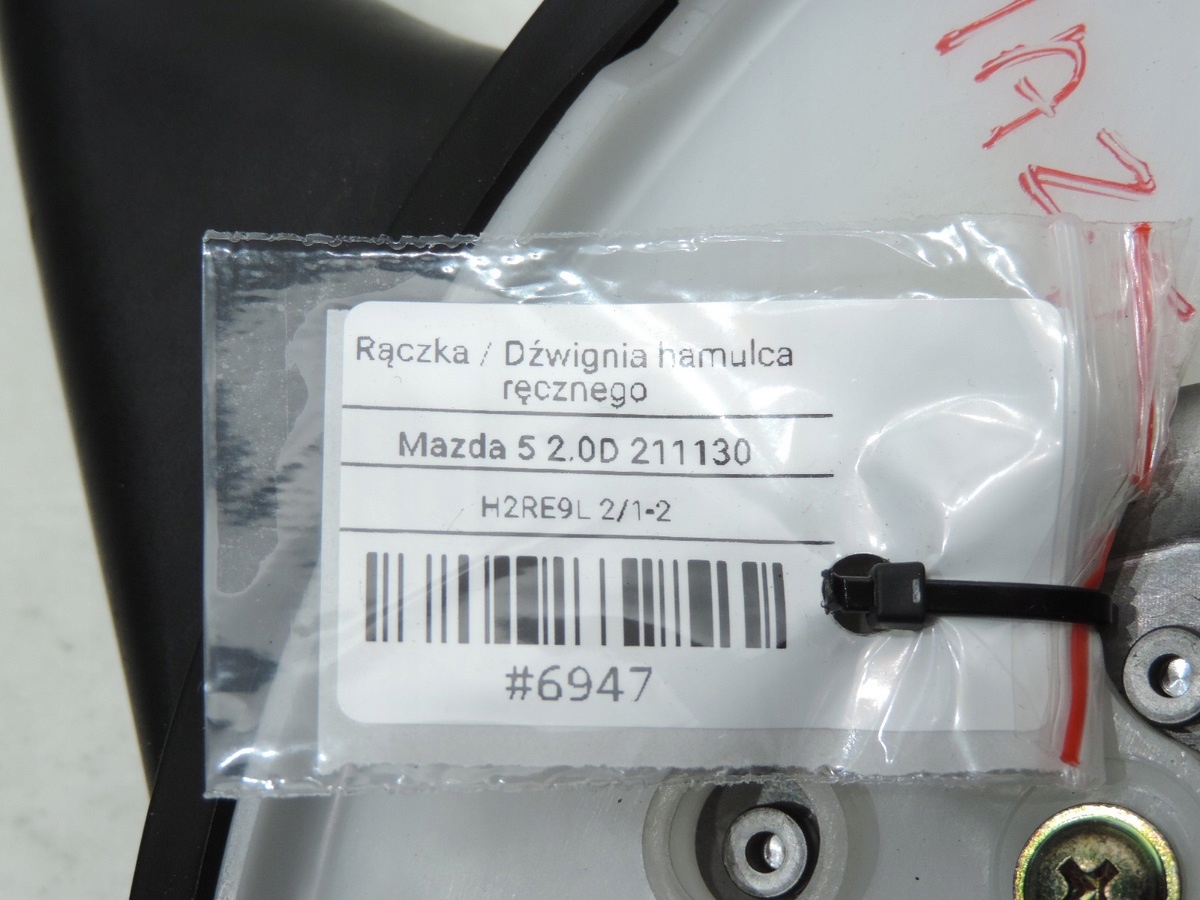 Rączka / Dźwignia hamulca
ręcznego
Mazda 5 2.0D 211130
H2RE9L 2/1-2
#6947